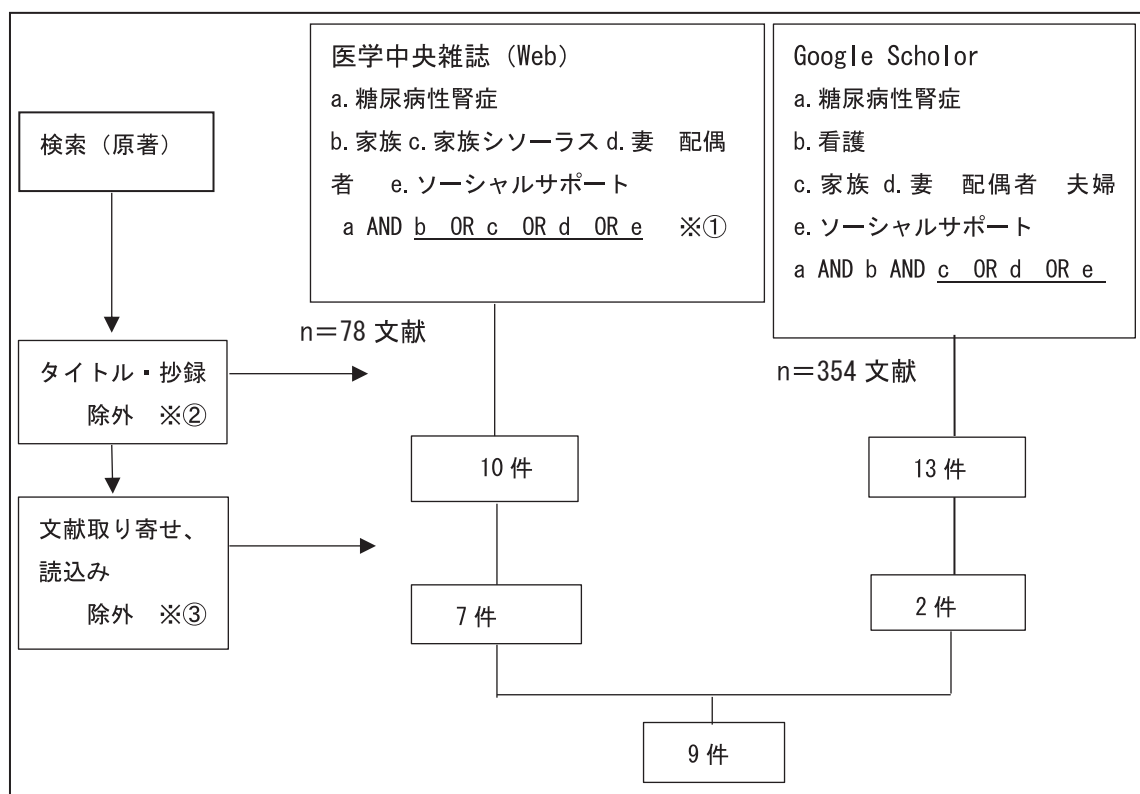 検索（原著）
医学中央雑誌（Web）
a.糖尿病性腎症
b.家族 c.家族シソーラス d.妻　配偶
者　e.ソーシャルサポート
a AND b OR c OR d OR e　※①
Google Scholor
a.糖尿病性腎症
b.看護
c.家族 d.妻　配偶者　夫婦
e.ソーシャルサポート
a AND b AND c OR d OR e
n＝78 文献
n＝354 文献
タイトル・抄録
除外　※②
10 件
13 件
文献取り寄せ、
読込み
除外　※③
7 件
2 件
9 件